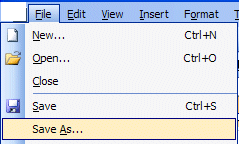 File Edit View Insert Format
New... Ctrl+N
Open... Ctrl+O
Close
Save Ctrl+S
Save As...